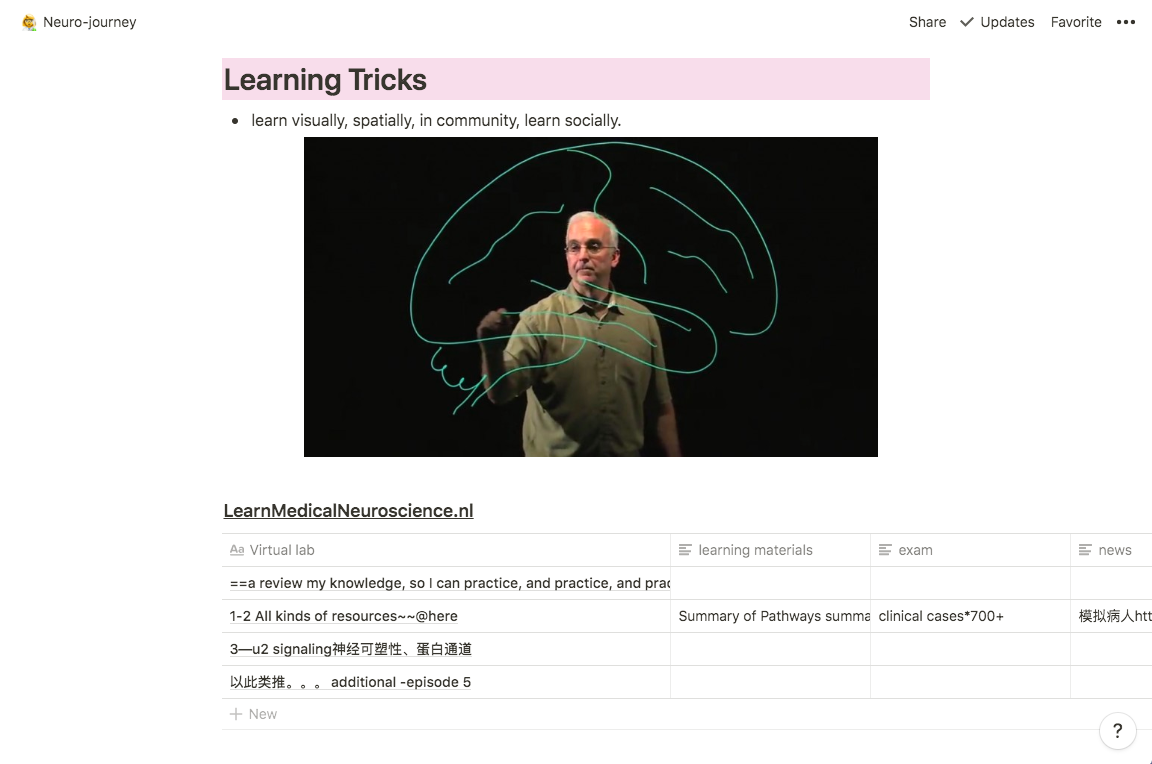 Neuro-journey
Share Updates Favorite
Learning Tricks
learn visually, spatially, in community, learn socially.
LearnMedicalNeuroscience.nl
Aa Virtual lab learning materials exam news
==a review my knowledge, so I can practice, and practice, and prac
1-2 All kinds of resources~~@here Summary of Pathways summa clinical cases*700+ 模拟病人htt
3—u2 signaling神经可塑性、蛋白通道
以此类推。。。 additional -episode 5
+ New
?